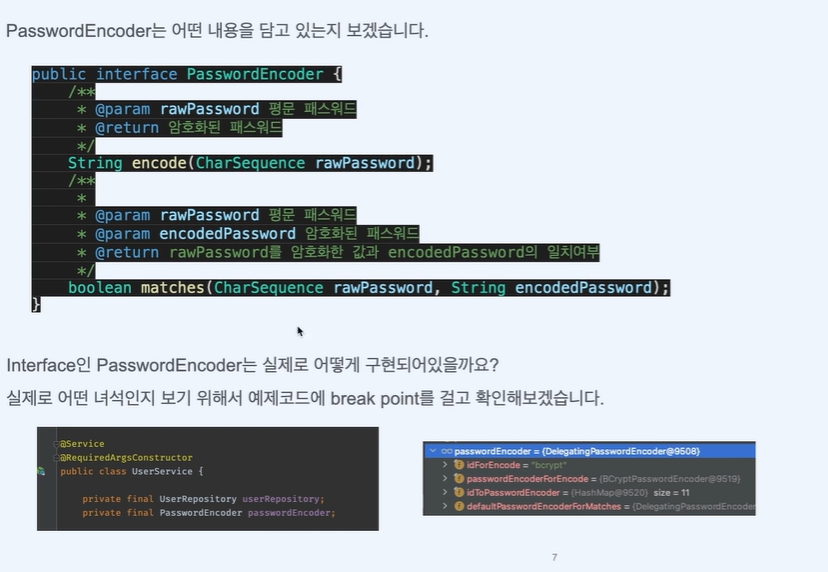 PasswordEncoder는 어떤 내용을 담고 있는지 보겠습니다.
public interface PasswordEncoder {
/**
* @param rawPassword 평문 패스워드
* @return 암호화된 패스워드
*/
String encode(CharSequence rawPassword);
/**
*
* @param rawPassword 평문 패스워드
* @param encodedPassword 암호화된 패스워드
* @return rawPassword를 암호화한 값과 encodedPassword의 일치여부
*/
boolean matches(CharSequence rawPassword, String encodedPassword);
}
Interface인 PasswordEncoder는 실제로 어떻게 구현되어있을까요?
실제로 어떤 녀석인지 보기 위해서 예제코드에 break point를 걸고 확인해보겠습니다.
@Service
@RequiredArgsConstructor
public class UserService {
private final UserRepository userRepository;
private final PasswordEncoder passwordEncoder;
passwordEncoder = {DelegatingPasswordEncoder@9508}
idForEncode = "bcrypt"
passwordEncoderForEncode = {BCryptPasswordEncoder@9519}
idToPasswordEncoder = {HashMap@9520} size = 11
defaultPasswordEncoderForMatches = {DelegatingPasswordEncoder
7